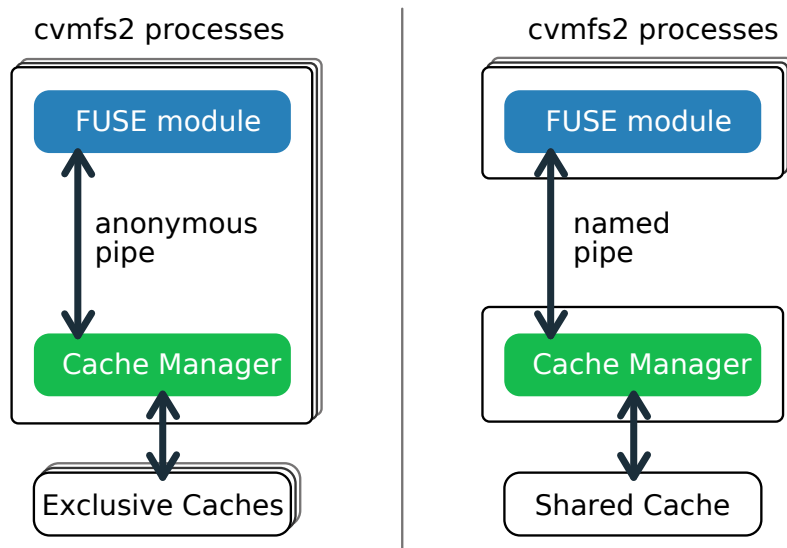 cvmfs2 processes
FUSE module
anonymous
pipe
Cache Manager
Exclusive Caches
cvmfs2 processes
FUSE module
named
pipe
Cache Manager
Shared Cache